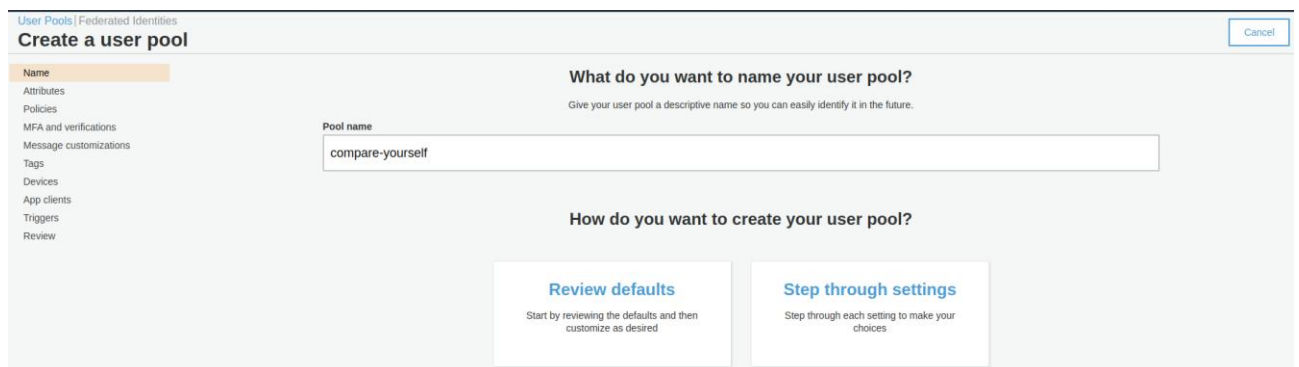 User Pools | Federated Identities
Create a user pool
Cancel
Name
Attributes
Policies
MFA and verifications
Message customizations
Tags
Devices
App clients
Triggers
Review
What do you want to name your user pool?
Give your user pool a descriptive name so you can easily identify it in the future.
Pool name
compare-yourself
How do you want to create your user pool?
Review defaults
Start by reviewing the defaults and then
customize as desired
Step through settings
Step through each setting to make your
choices